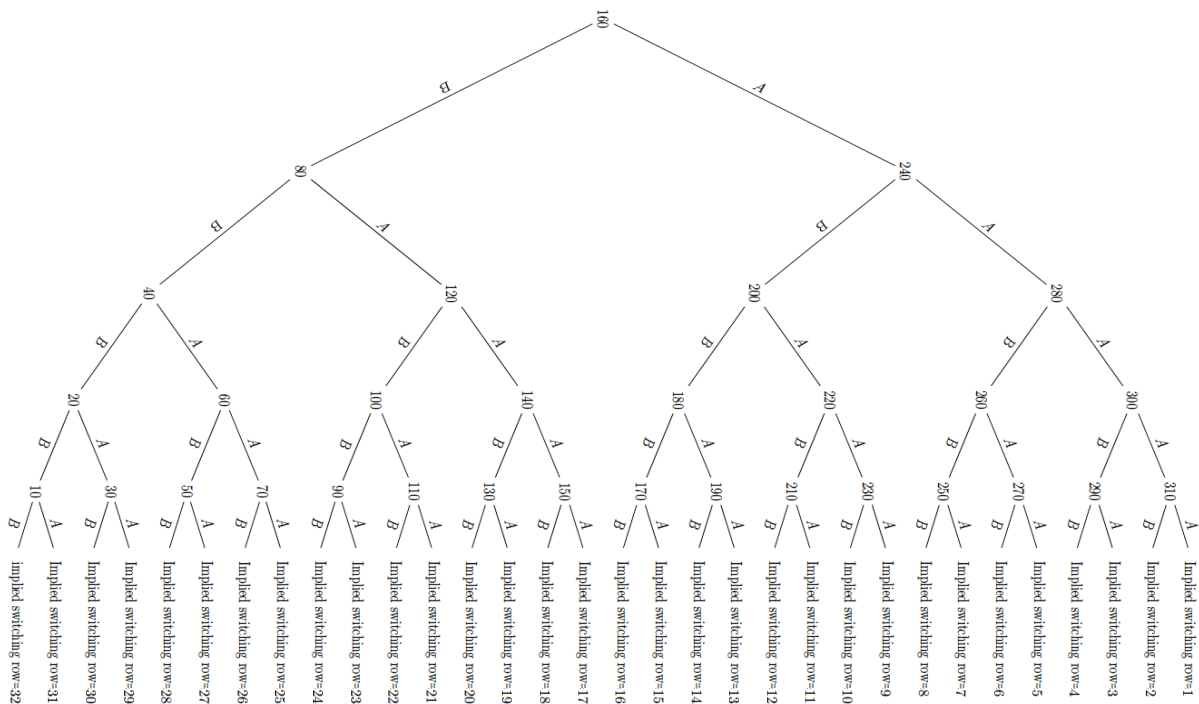 160
A
B
240
80
A
B
A
B
280
200
120
40
A
B
A
B
A
B
A
B
300
260
220
180
140
100
60
20
A
B
A
B
A
B
A
B
A
B
A
B
A
B
A
B
310
290
270
250
230
210
190
170
150
130
110
90
70
50
30
10
A
B
A
B
A
B
A
B
A
B
A
B
A
B
A
B
A
B
A
B
A
B
A
B
A
B
A
B
A
B
A
B
Implied switching row=1
Implied switching row=2
Implied switching row=3
Implied switching row=4
Implied switching row=5
Implied switching row=6
Implied switching row=7
Implied switching row=8
Implied switching row=9
Implied switching row=10
Implied switching row=11
Implied switching row=12
Implied switching row=13
Implied switching row=14
Implied switching row=15
Implied switching row=16
Implied switching row=17
Implied switching row=18
Implied switching row=19
Implied switching row=20
Implied switching row=21
Implied switching row=22
Implied switching row=23
Implied switching row=24
Implied switching row=25
Implied switching row=26
Implied switching row=27
Implied switching row=28
Implied switching row=29
Implied switching row=30
Implied switching row=31
implied switching row=32